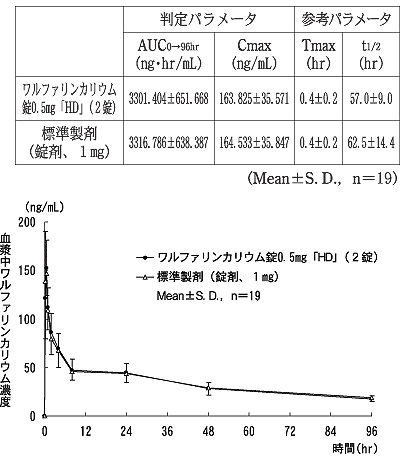 判定パラメータ 参考パラメータ
AUC0→96hr Cmax Tmax t1/2
(ng・hr/mL) (ng/mL) (hr) (hr)
ワルファリンカリウム
錠0.5mg「HD」(2錠) 3301.404±651.668 163.825±35.571 0.4±0.2 57.0±9.0
標準製剤
(錠剤、1mg) 3316.786±638.387 164.533±35.847 0.4±0.2 62.5±14.4
(Mean±S.D., n=19)
(ng/mL)
血漿中ワルファリンカリウム濃度
200
150
100
50
0
ワルファリンカリウム錠0.5mg「HD」(2錠)
標準製剤(錠剤、1mg)
Mean±S.D., n=19
0 12 24 36 48 60 72 84 96
時間(hr)